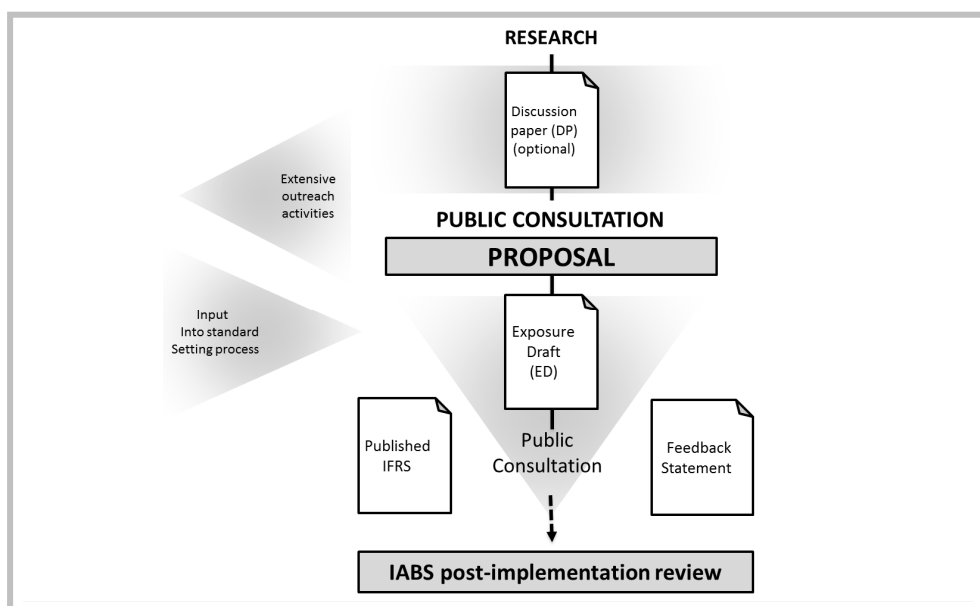 RESEARCH
Discussion
paper (DP)
(optional)
Extensive
outreach
activities
PUBLIC CONSULTATION
PROPOSAL
Input
Into standard
Setting process
Exposure
Draft
(ED)
Published
IFRS
Public
Consultation
Feedback
Statement
IABS post-implementation review